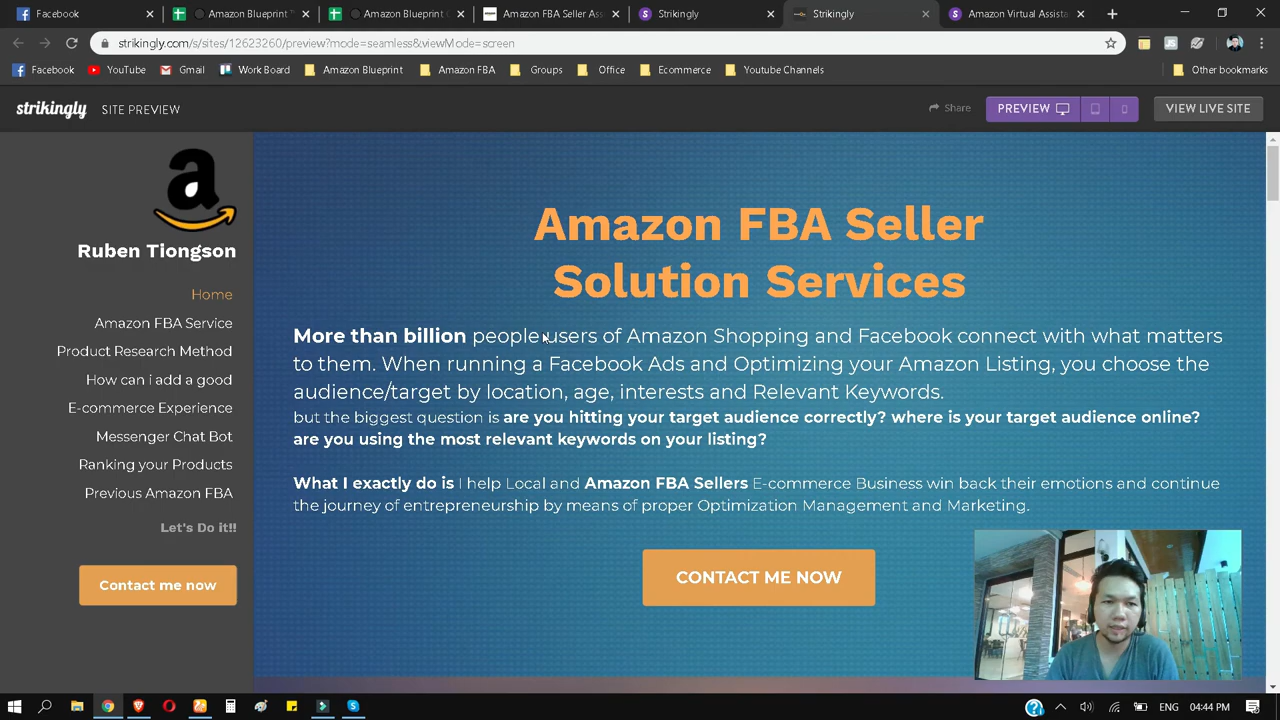 Facebook
Amazon Blueprint
Amazon Blueprint
Amazon FBA Seller Ass
Strikingly
Strikingly
Amazon Virtual Assista
strikingly.com/s/sites/12623260/preview?mode=seamless&viewMode=screen
Facebook
YouTube
Gmail
Work Board
Amazon Blueprint
Amazon FBA
Groups
Office
Ecommerce
Youtube Channels
Other bookmarks
strikingly SITE PREVIEW
Share
PREVIEW
VIEW LIVE SITE
Ruben Tiongson
Home
Amazon FBA Service
Product Research Method
How can i add a good
E-commerce Experience
Messenger Chat Bot
Ranking your Products
Previous Amazon FBA
Let's Do it!!
Contact me now
Amazon FBA Seller
Solution Services
More than billion people users of Amazon Shopping and Facebook connect with what matters
to them. When running a Facebook Ads and Optimizing your Amazon Listing, you choose the
audience/target by location, age, interests and Relevant Keywords.
but the biggest question is are you hitting your target audience correctly? where is your target audience online?
are you using the most relevant keywords on your listing?
What I exactly do is I help Local and Amazon FBA Sellers E-commerce Business win back their emotions and continue
the journey of entrepreneurship by means of proper Optimization Management and Marketing.
CONTACT ME NOW
ENG
04:44 PM